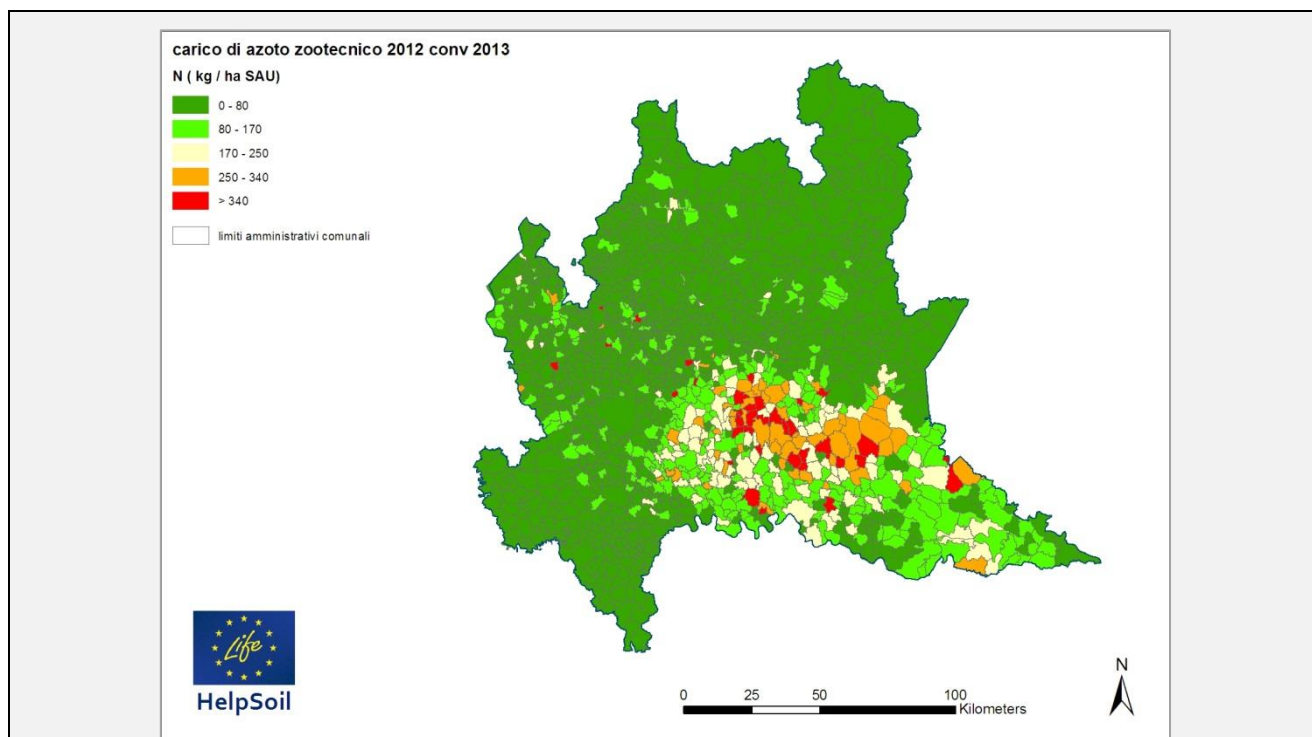 carico di azoto zootecnico 2012 conv 2013
N ( kg / ha SAU)
0 - 80
80 - 170
170 - 250
250 - 340
> 340
limiti amministrativi comunali
Life
HelpSoil
0 25 50 100
Kilometers
N